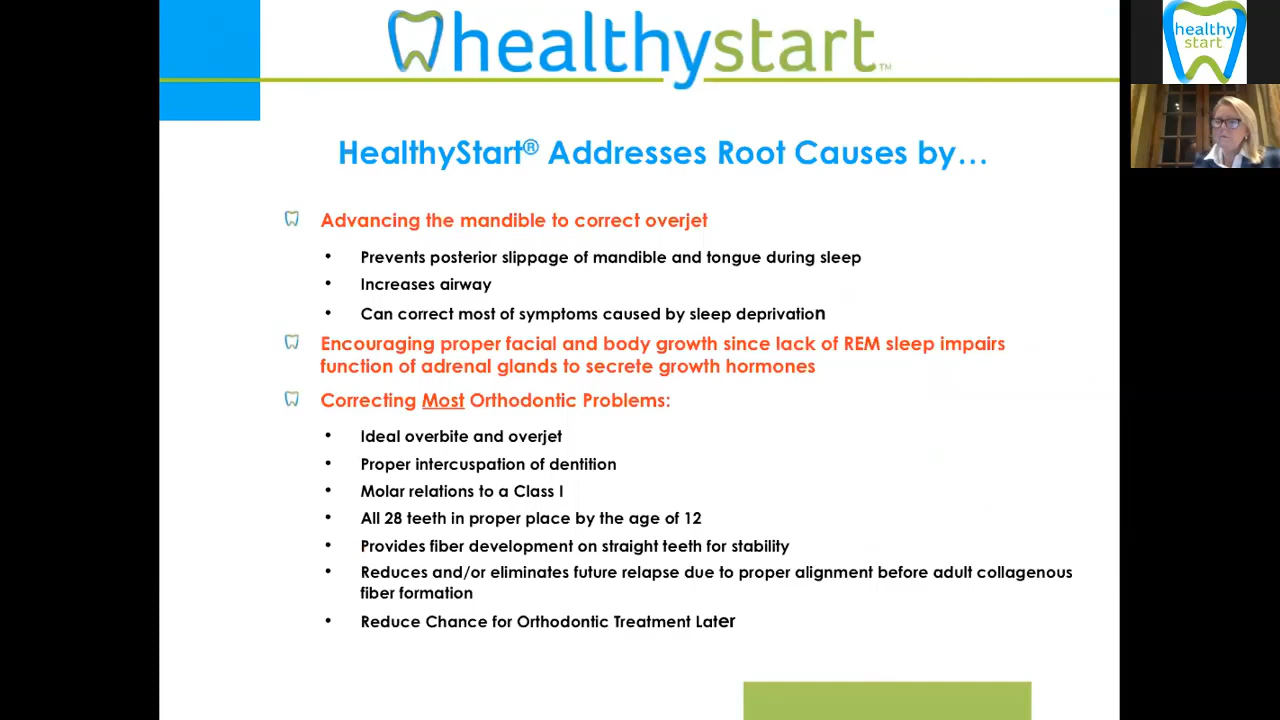 healthystart™
healthy
start
HealthyStart® Addresses Root Causes by…
Advancing the mandible to correct overjet
• Prevents posterior slippage of mandible and tongue during sleep
• Increases airway
• Can correct most of symptoms caused by sleep deprivation
Encouraging proper facial and body growth since lack of REM sleep impairs
function of adrenal glands to secrete growth hormones
Correcting Most Orthodontic Problems:
• Ideal overbite and overjet
• Proper intercuspation of dentition
• Molar relations to a Class I
• All 28 teeth in proper place by the age of 12
• Provides fiber development on straight teeth for stability
• Reduces and/or eliminates future relapse due to proper alignment before adult collagenous
fiber formation
• Reduce Chance for Orthodontic Treatment Later